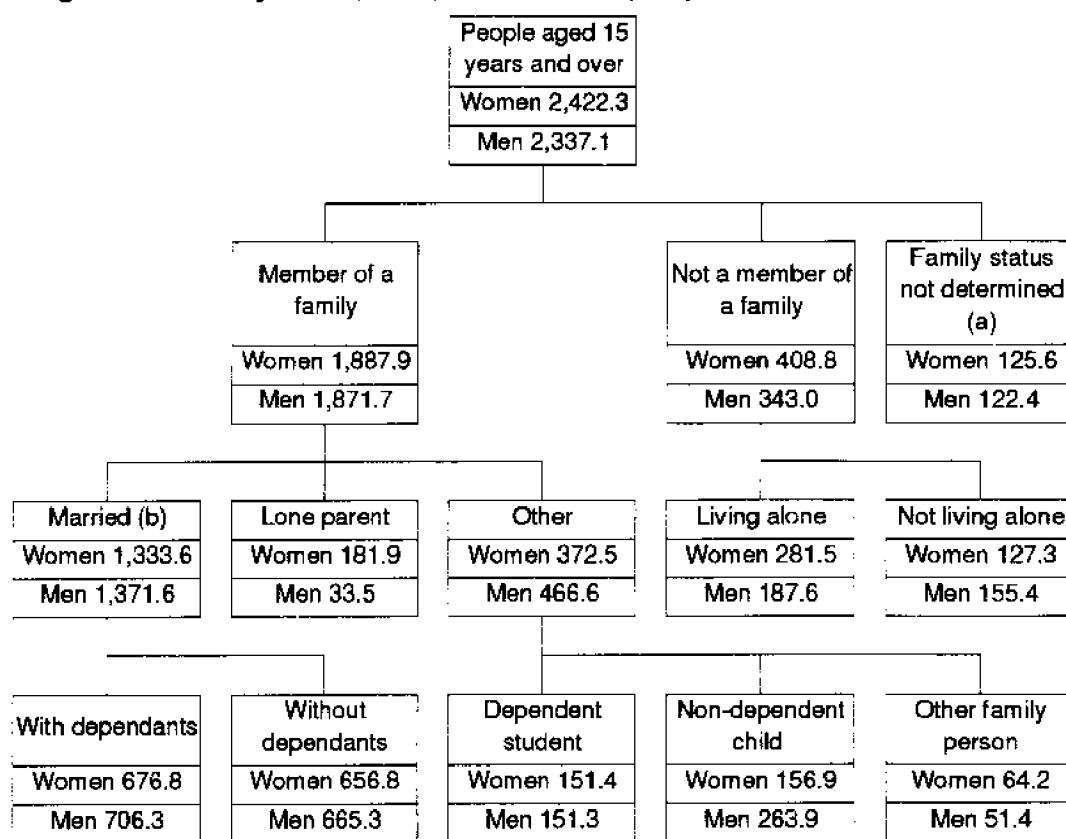 People aged 15
years and over
Women 2,422.3
Men 2,337.1
Member of a
family
Women 1,887.9
Men 1,871.7
Not a member of
a family
Women 408.8
Men 343.0
Family status
not determined
(a)
Women 125.6
Men 122.4
Married (b)
Women 1,333.6
Men 1,371.6
Lone parent
Women 181.9
Men 33.5
Other
Women 372.5
Men 466.6
Living alone
Women 281.5
Men 187.6
Not living alone
Women 127.3
Men 155.4
With dependants
Women 676.8
Men 706.3
Without
dependants
Women 656.8
Men 665.3
Dependent
student
Women 151.4
Men 151.3
Non-dependent
child
Women 156.9
Men 263.9
Other family
person
Women 64.2
Men 51.4